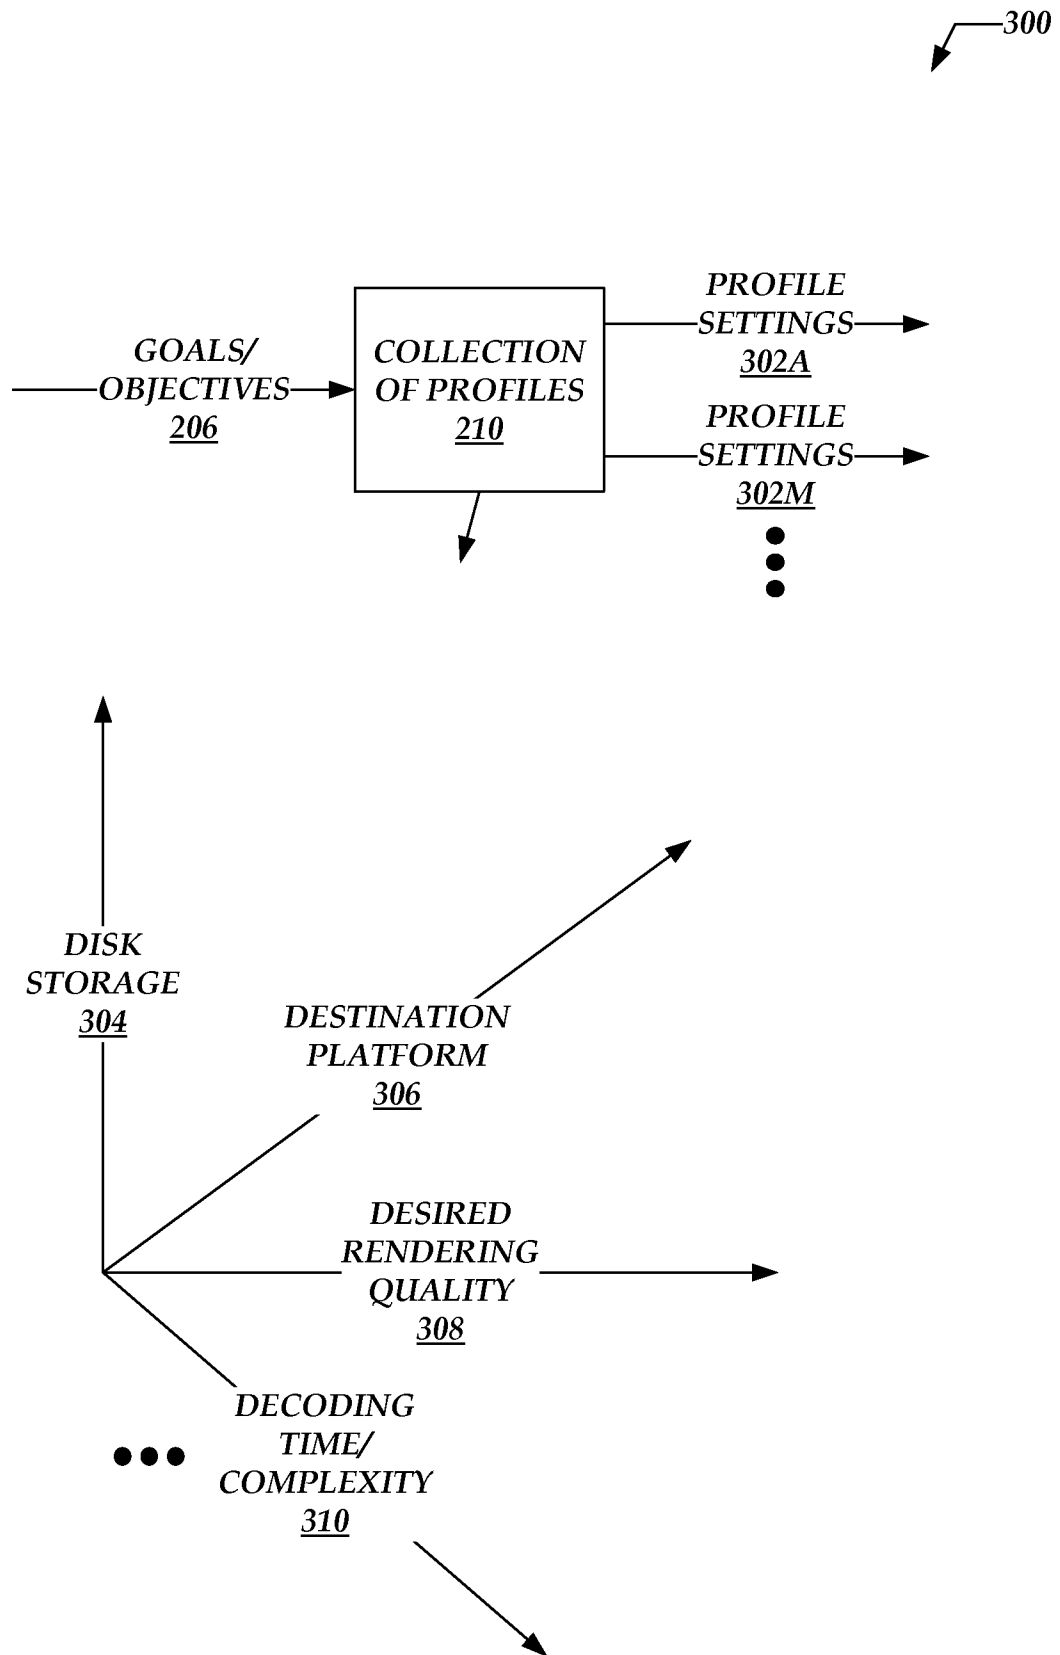 300
PROFILE
SETTINGS
302A
GOALS/
OBJECTIVES
206
COLLECTION
OF PROFILES
210
PROFILE
SETTINGS
302M
DISK
STORAGE
304
DESTINATION
PLATFORM
306
DESIRED
RENDERING
QUALITY
308
DECODING
TIME/
COMPLEXITY
310